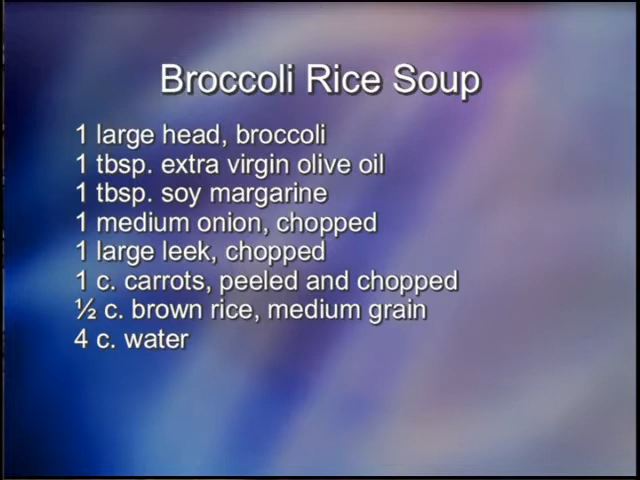 Broccoli Rice Soup
1 large head, broccoli
1 tbsp. extra virgin olive oil
1 tbsp. soy margarine
1 medium onion, chopped
1 large leek, chopped
1 c. carrots, peeled and chopped
½ c. brown rice, medium grain
4 c. water